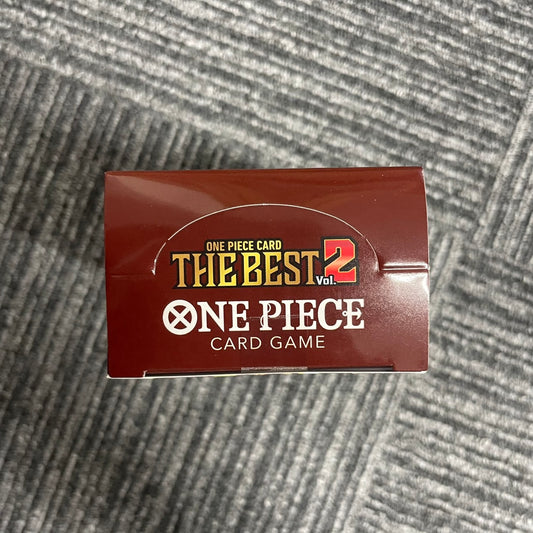 ONE PIECE CARD
THE BEST Vol.2
ONE PIECE
CARD GAME